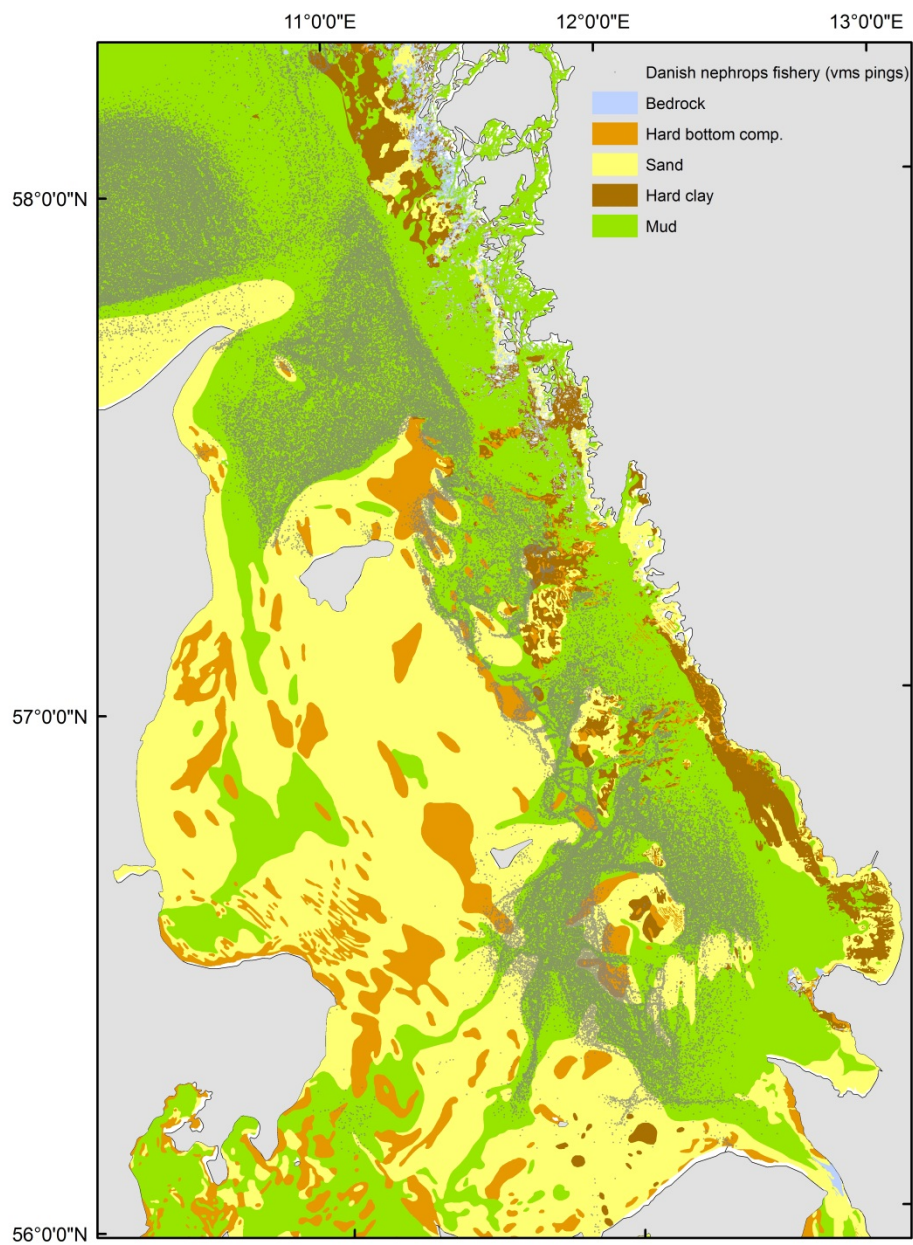 11°0'0"E 12°0'0"E 13°0'0"E
Danish nephrops fishery (vms pings)
Bedrock
Hard bottom comp.
Sand
Hard clay
Mud
58°0'0"N
57°0'0"N
56°0'0"N